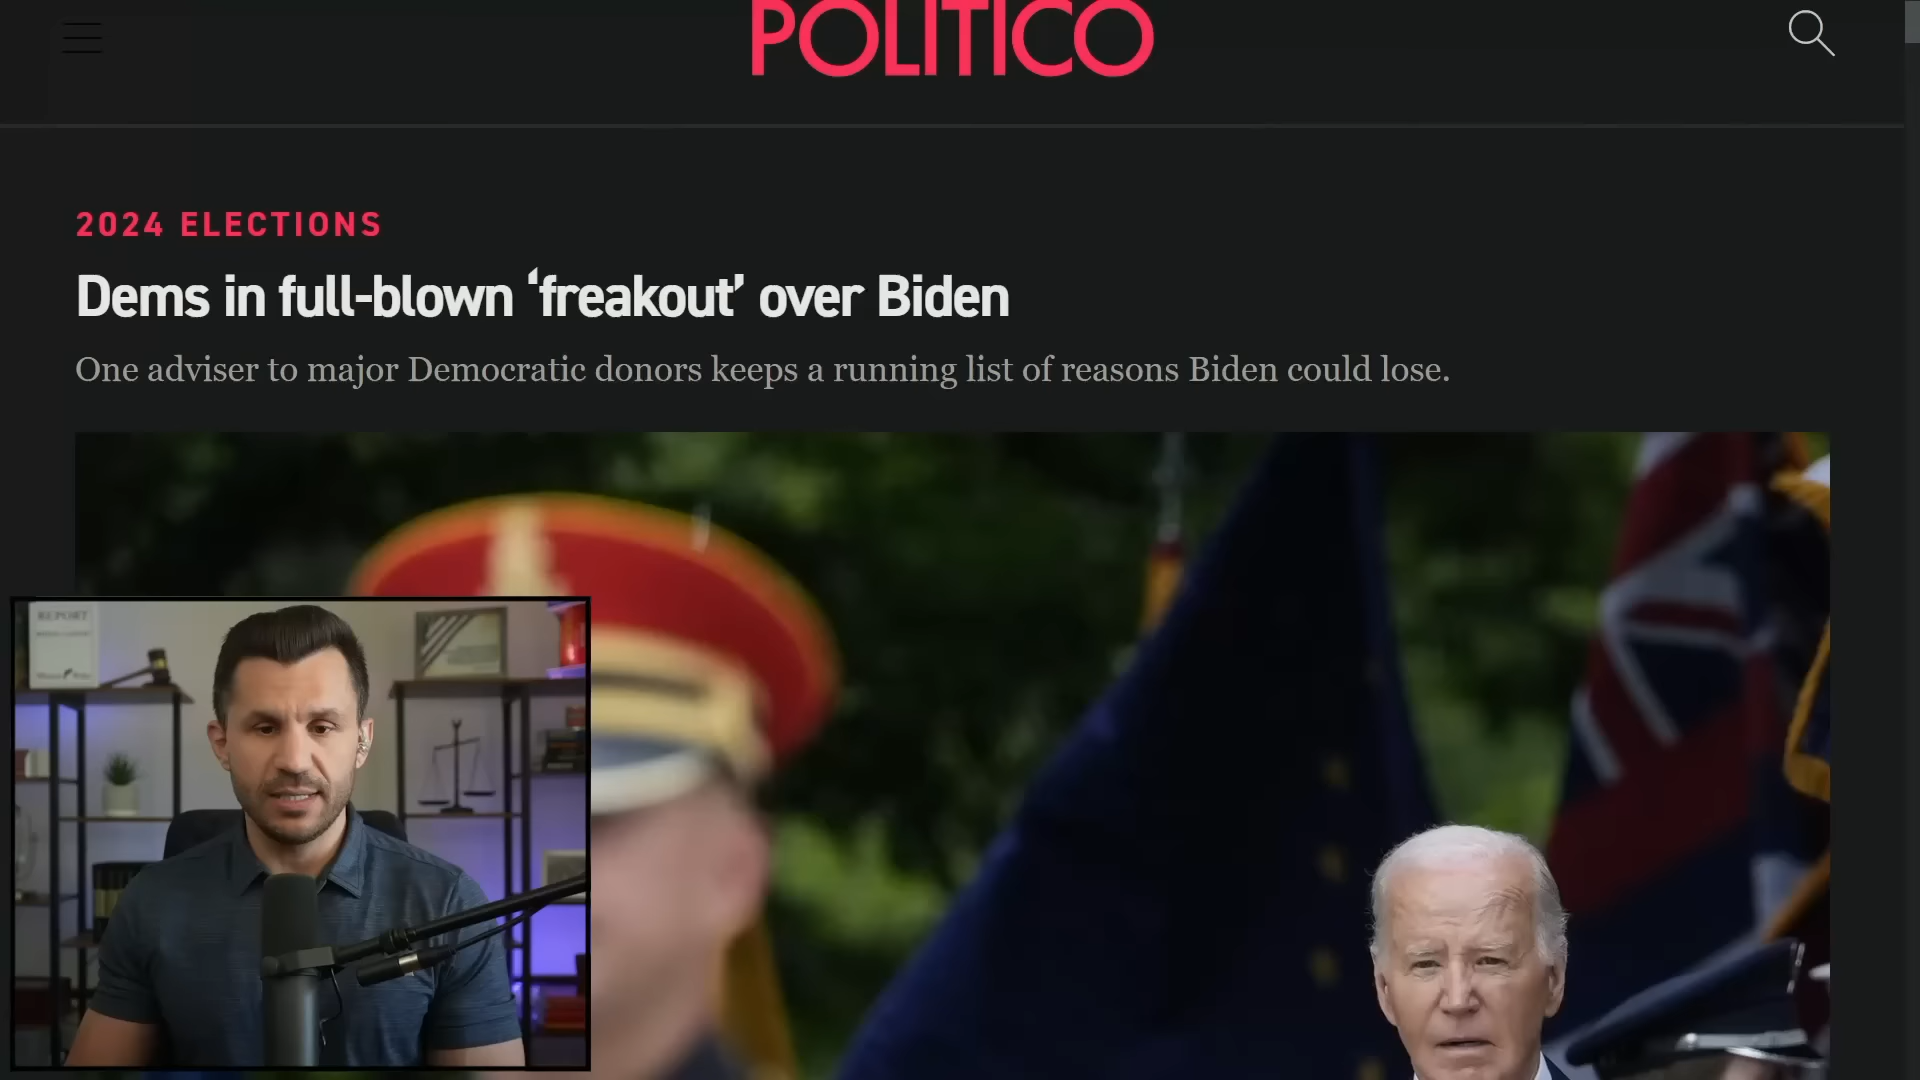 POLITICO
2024 ELECTIONS
Dems in full-blown ‘freakout’ over Biden
One adviser to major Democratic donors keeps a running list of reasons Biden could lose.
REPORT